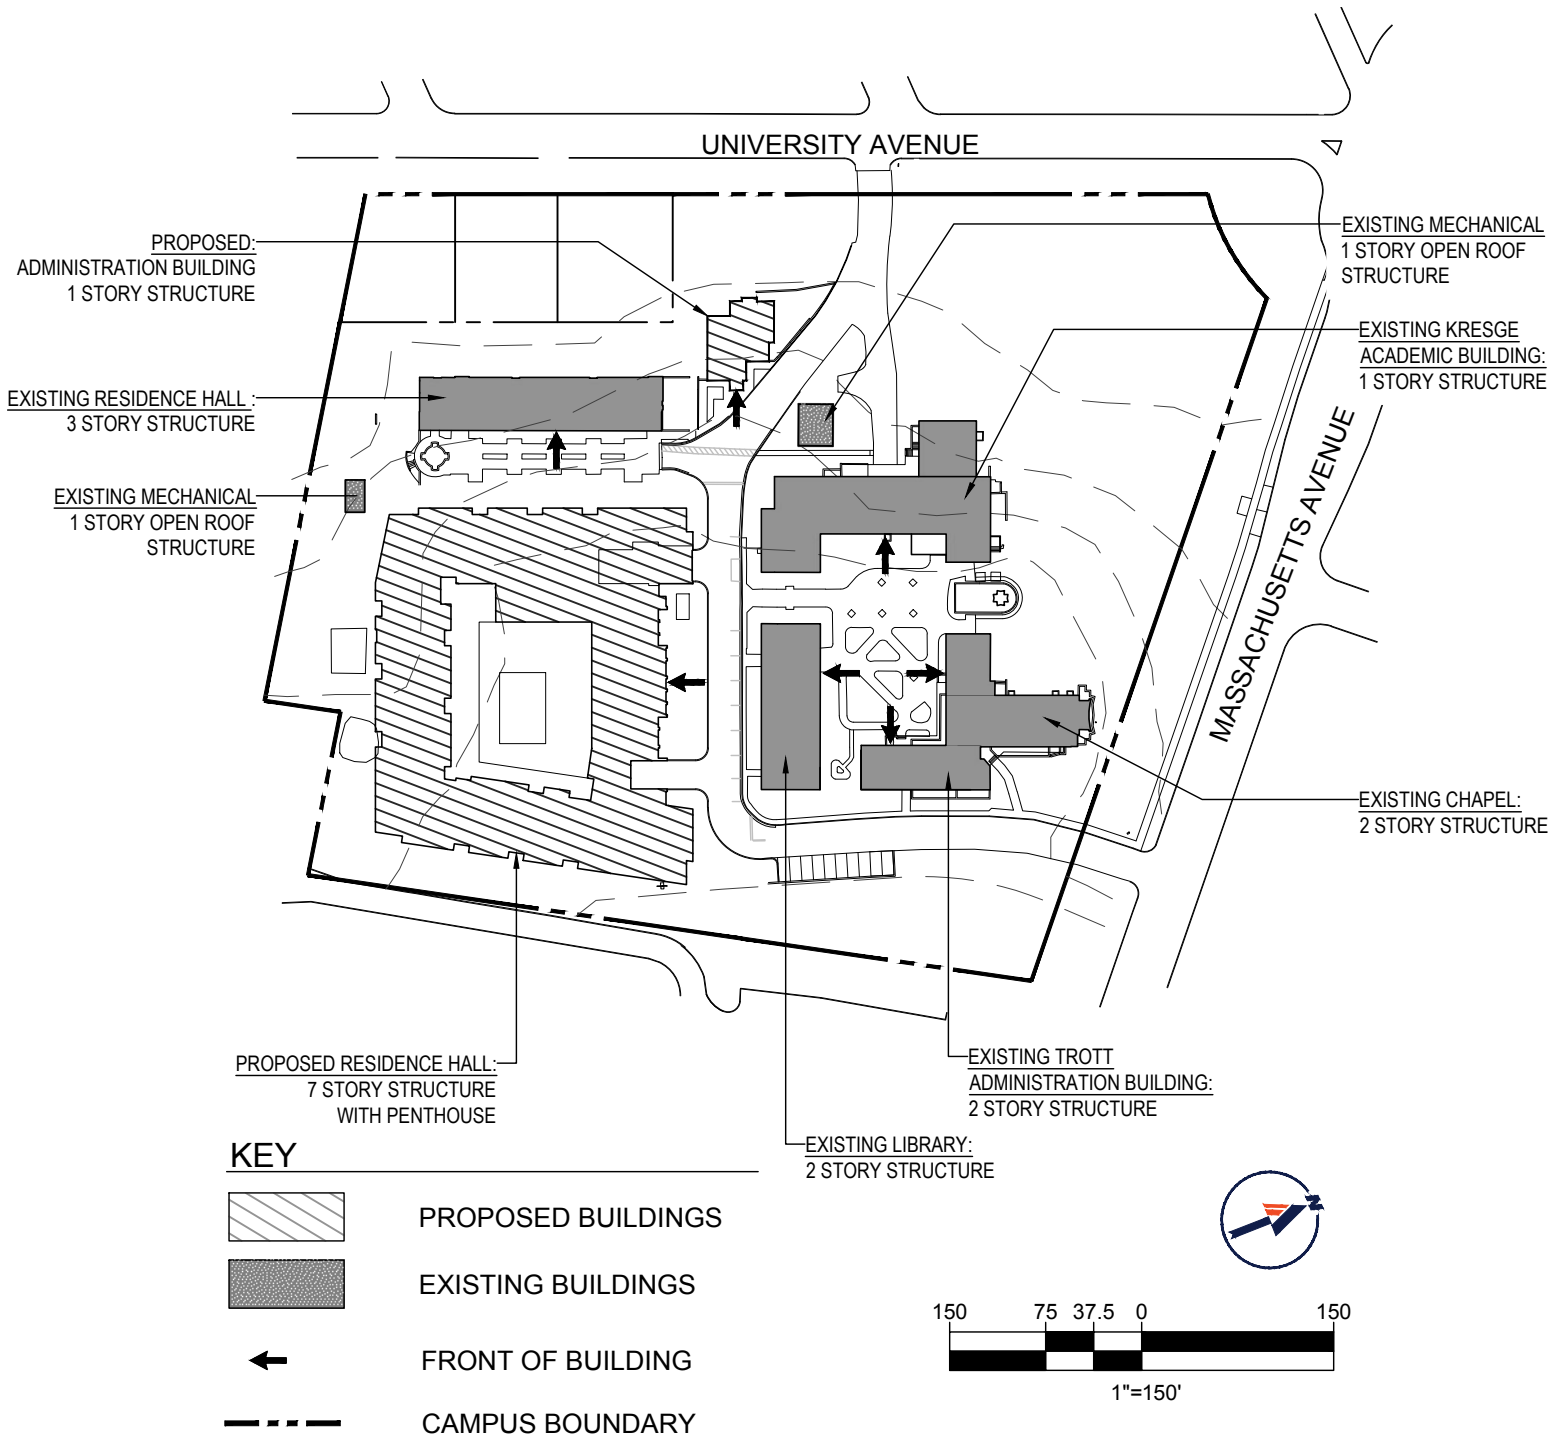 UNIVERSITY AVENUE
PROPOSED:
ADMINISTRATION BUILDING
1 STORY STRUCTURE
EXISTING MECHANICAL
1 STORY OPEN ROOF
STRUCTURE
EXISTING KRESGE
ACADEMIC BUILDING:
1 STORY STRUCTURE
EXISTING RESIDENCE HALL :
3 STORY STRUCTURE
EXISTING MECHANICAL
1 STORY OPEN ROOF
STRUCTURE
MASSACHUSETTS AVENUE
EXISTING CHAPEL:
2 STORY STRUCTURE
PROPOSED RESIDENCE HALL:
7 STORY STRUCTURE
WITH PENTHOUSE
EXISTING TROTT
ADMINISTRATION BUILDING:
2 STORY STRUCTURE
EXISTING LIBRARY:
2 STORY STRUCTURE
KEY
PROPOSED BUILDINGS
EXISTING BUILDINGS
FRONT OF BUILDING
CAMPUS BOUNDARY
N
150 75 37.5 0 150
1"=150'